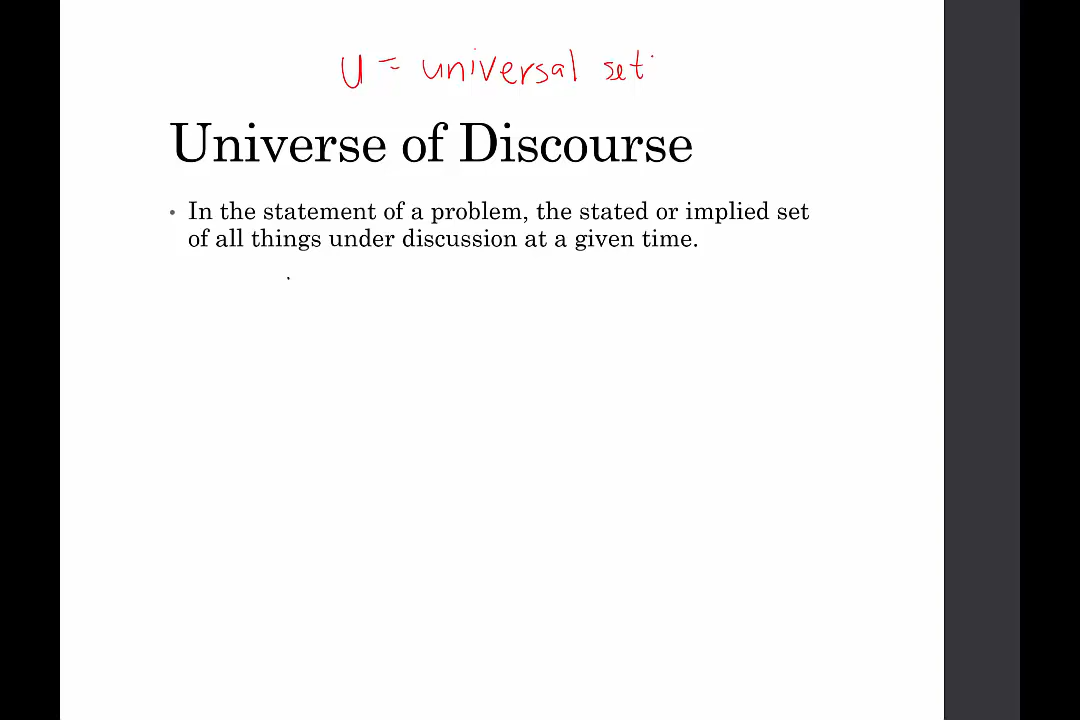 U = universal set
Universe of Discourse
• In the statement of a problem, the stated or implied set
of all things under discussion at a given time.